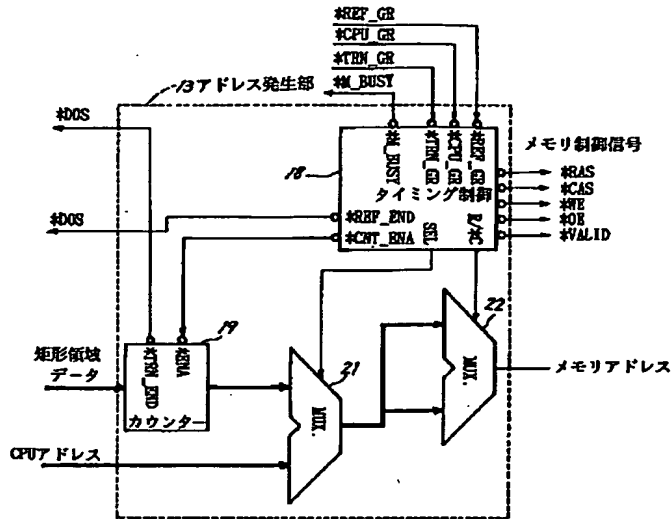 *REF_GR
*CPU_GR
*TRN_GR
*M_BUSY
13アドレス発生部
*DOS
*M_BUSY
*TRN_GR
*CPU_GR
*REF_GR
18
タイミング制御
メモリ制御信号
*RAS
*CAS
*WE
*OE
*VALID
*DOS
*REF_END
*CNT_ENA
SEL
R/*C
19
22
矩形領域
データ
*TRN_END
*ENA
カウンター
21
MUX.
MUX.
メモリアドレス
CPUアドレス